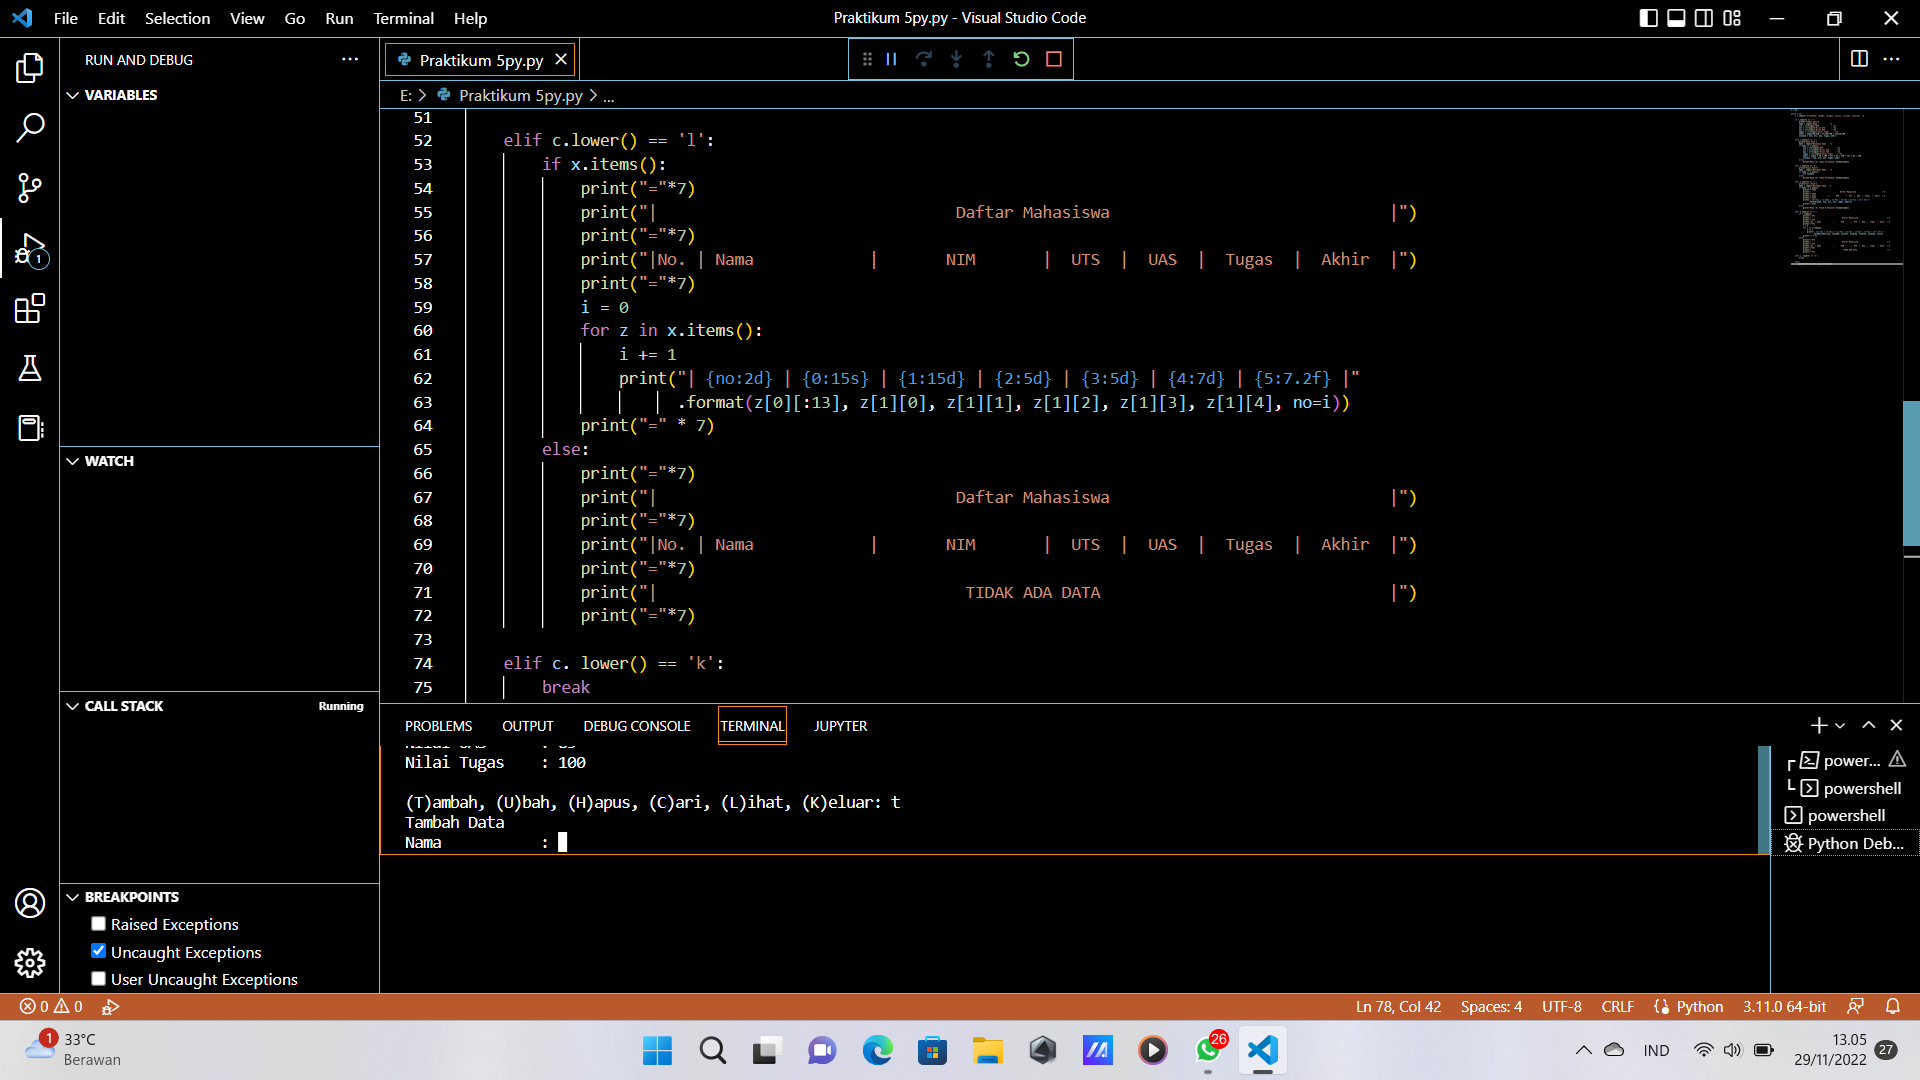 File Edit Selection View Go Run Terminal Help
Praktikum 5py.py - Visual Studio Code
RUN AND DEBUG
VARIABLES
WATCH
CALL STACK Running
BREAKPOINTS
Raised Exceptions
Uncaught Exceptions
User Uncaught Exceptions
1
Praktikum 5py.py
E: > Praktikum 5py.py > ...
51
52 elif c.lower() == 'l':
53 if x.items():
54 print("="*7)
55 print("| Daftar Mahasiswa |")
56 print("="*7)
57 print("|No. | Nama | NIM | UTS | UAS | Tugas | Akhir |")
58 print("="*7)
59 i = 0
60 for z in x.items():
61 i += 1
62 print("| {no:2d} | {0:15s} | {1:15d} | {2:5d} | {3:5d} | {4:7d} | {5:7.2f} |"
63 .format(z[0][:13], z[1][0], z[1][1], z[1][2], z[1][3], z[1][4], no=i))
64 print("=" * 7)
65 else:
66 print("="*7)
67 print("| Daftar Mahasiswa |")
68 print("="*7)
69 print("|No. | Nama | NIM | UTS | UAS | Tugas | Akhir |")
70 print("="*7)
71 print("| TIDAK ADA DATA |")
72 print("="*7)
73
74 elif c. lower() == 'k':
75 break
PROBLEMS OUTPUT DEBUG CONSOLE TERMINAL JUPYTER
Nilai Tugas : 100
(T)ambah, (U)bah, (H)apus, (C)ari, (L)ihat, (K)eluar: t
Tambah Data
Nama :
power...
powershell
powershell
Python Deb...
0 0
Ln 78, Col 42 Spaces: 4 UTF-8 CRLF Python 3.11.0 64-bit
1
33°C
Berawan
26
IND
13.05
29/11/2022
27